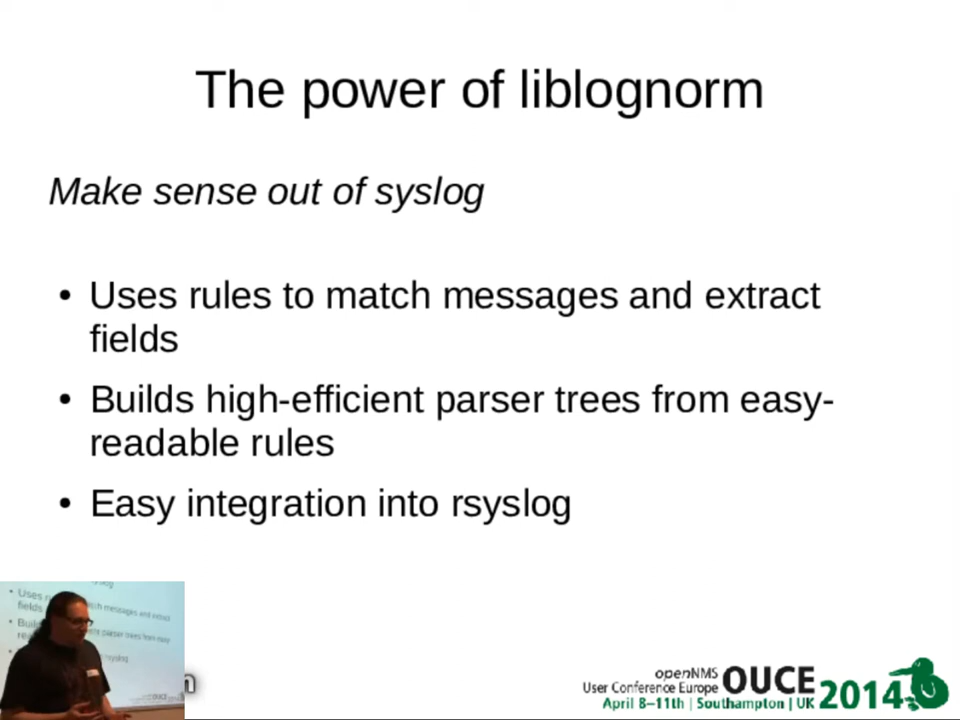 The power of liblognorm
Make sense out of syslog
• Uses rules to match messages and extract
fields
• Builds high-efficient parser trees from easy-
readable rules
• Easy integration into rsyslog
openNMS
User Conference Europe OUCE 2014
April 8–11th | Southampton | UK